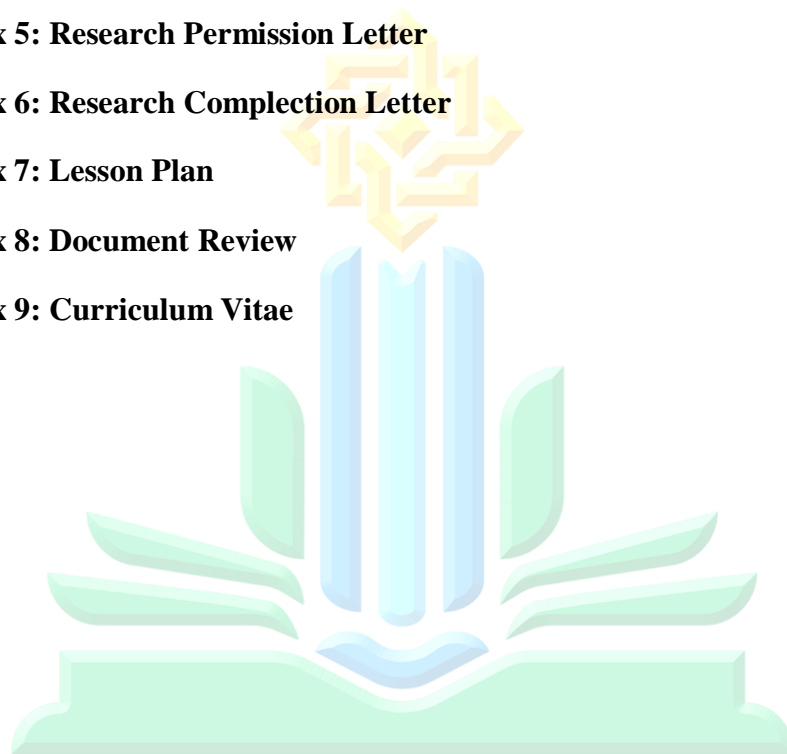 x 5: Research Permission Letter
x 6: Research Complection Letter
x 7: Lesson Plan
x 8: Document Review
x 9: Curriculum Vitae